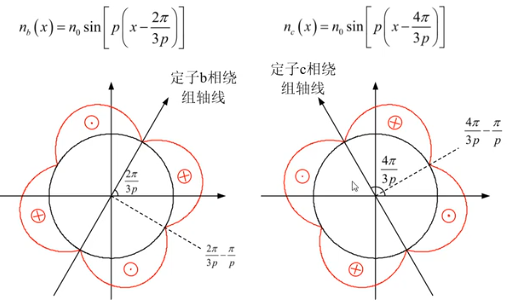 n_b(x)=n_0 sin[p(x-2π/3p)]
n_c(x)=n_0 sin[p(x-4π/3p)]
定子b相绕
组轴线
定子c相绕
组轴线
2π/3p
2π/3p-π/p
4π/3p
4π/3p-π/p